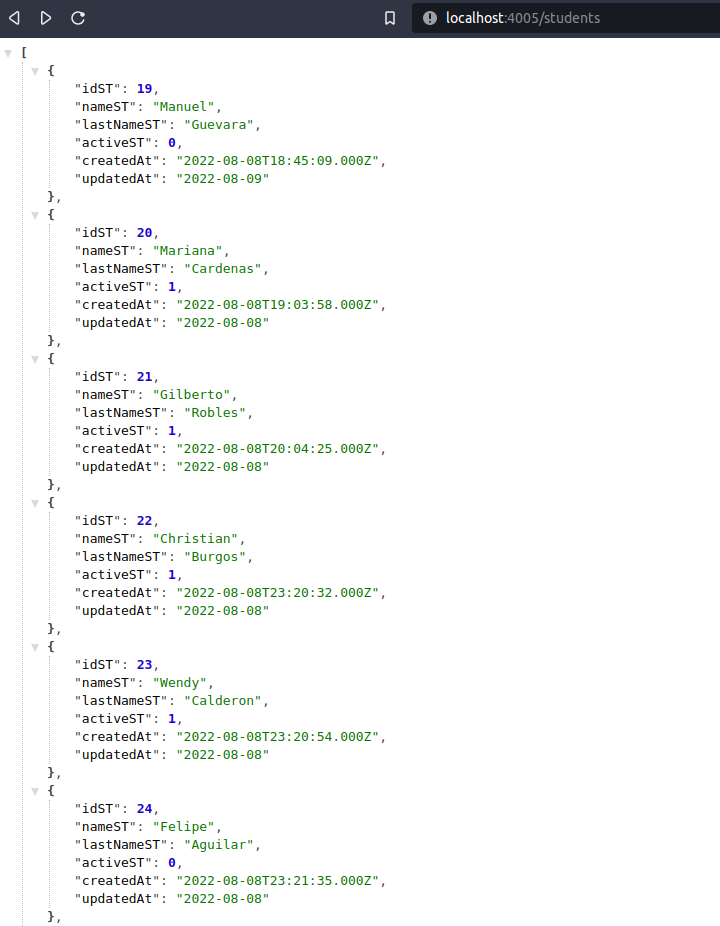 localhost:4005/students
[
{
"idST": 19,
"nameST": "Manuel",
"lastNameST": "Guevara",
"activeST": 0,
"createdAt": "2022-08-08T18:45:09.000Z",
"updatedAt": "2022-08-09"
},
{
"idST": 20,
"nameST": "Mariana",
"lastNameST": "Cardenas",
"activeST": 1,
"createdAt": "2022-08-08T19:03:58.000Z",
"updatedAt": "2022-08-08"
},
{
"idST": 21,
"nameST": "Gilberto",
"lastNameST": "Robles",
"activeST": 1,
"createdAt": "2022-08-08T20:04:25.000Z",
"updatedAt": "2022-08-08"
},
{
"idST": 22,
"nameST": "Christian",
"lastNameST": "Burgos",
"activeST": 1,
"createdAt": "2022-08-08T23:20:32.000Z",
"updatedAt": "2022-08-08"
},
{
"idST": 23,
"nameST": "Wendy",
"lastNameST": "Calderon",
"activeST": 1,
"createdAt": "2022-08-08T23:20:54.000Z",
"updatedAt": "2022-08-08"
},
{
"idST": 24,
"nameST": "Felipe",
"lastNameST": "Aguilar",
"activeST": 0,
"createdAt": "2022-08-08T23:21:35.000Z",
"updatedAt": "2022-08-08"
},